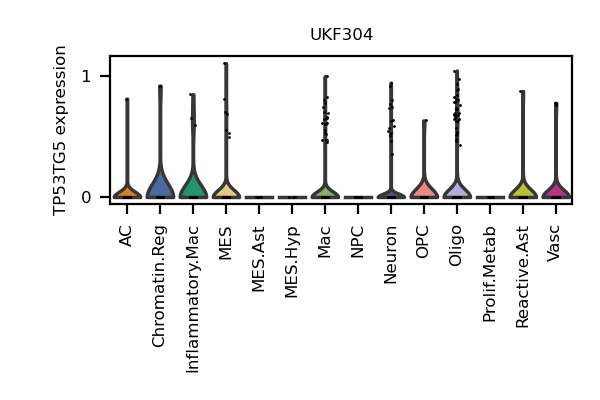 UKF304
TP53TG5 expression
1
0
AC
Chromatin.Reg
Inflammatory.Mac
MES
MES.Ast
MES.Hyp
Mac
NPC
Neuron
OPC
Oligo
Prolif.Metab
Reactive.Ast
Vasc